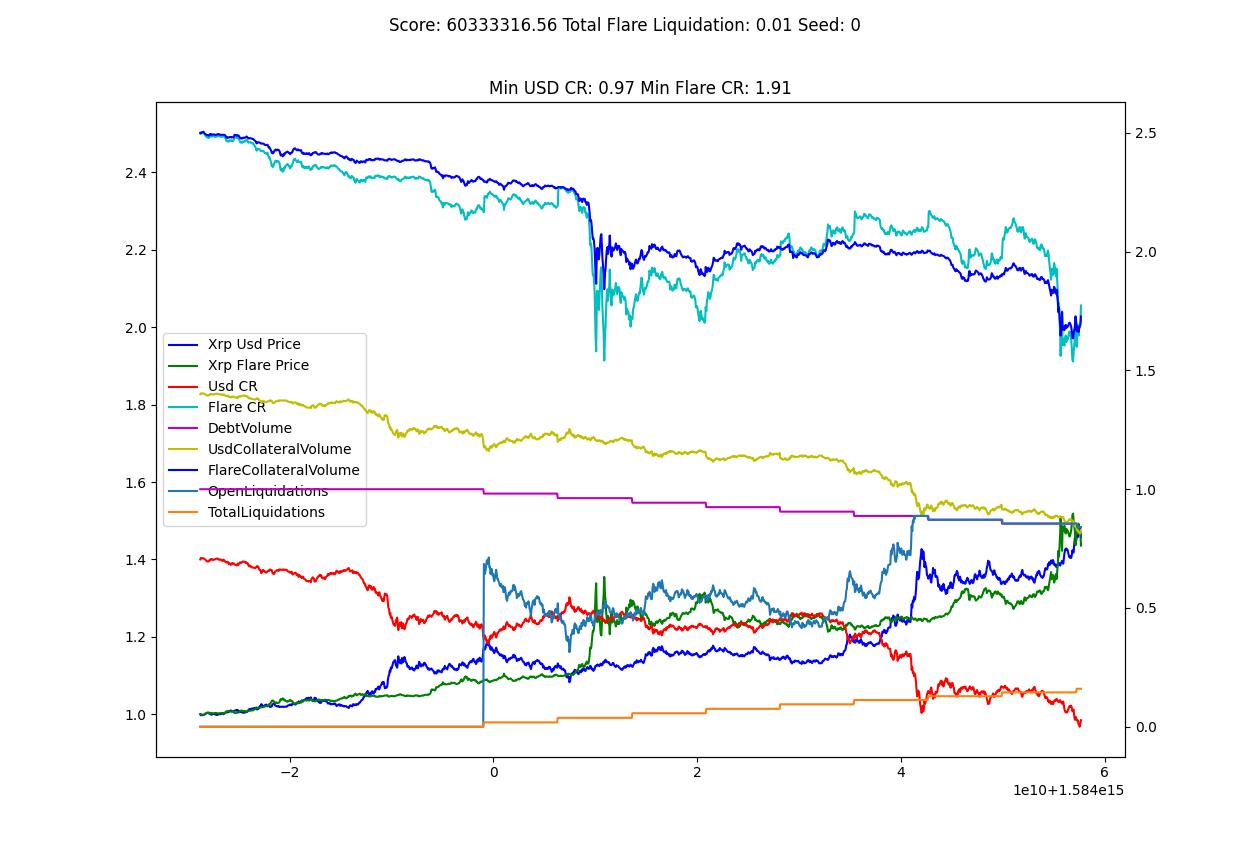 Score: 60333316.56 Total Flare Liquidation: 0.01 Seed: 0
Min USD CR: 0.97 Min Flare CR: 1.91
2.4
2.2
2.0
1.8
1.6
1.4
1.2
1.0
Xrp Usd Price
Xrp Flare Price
Usd CR
Flare CR
DebtVolume
UsdCollateralVolume
FlareCollateralVolume
OpenLiquidations
TotalLiquidations
2.5
2.0
1.5
1.0
0.5
0.0
−2 0 2 4 6
1e10+1.584e15